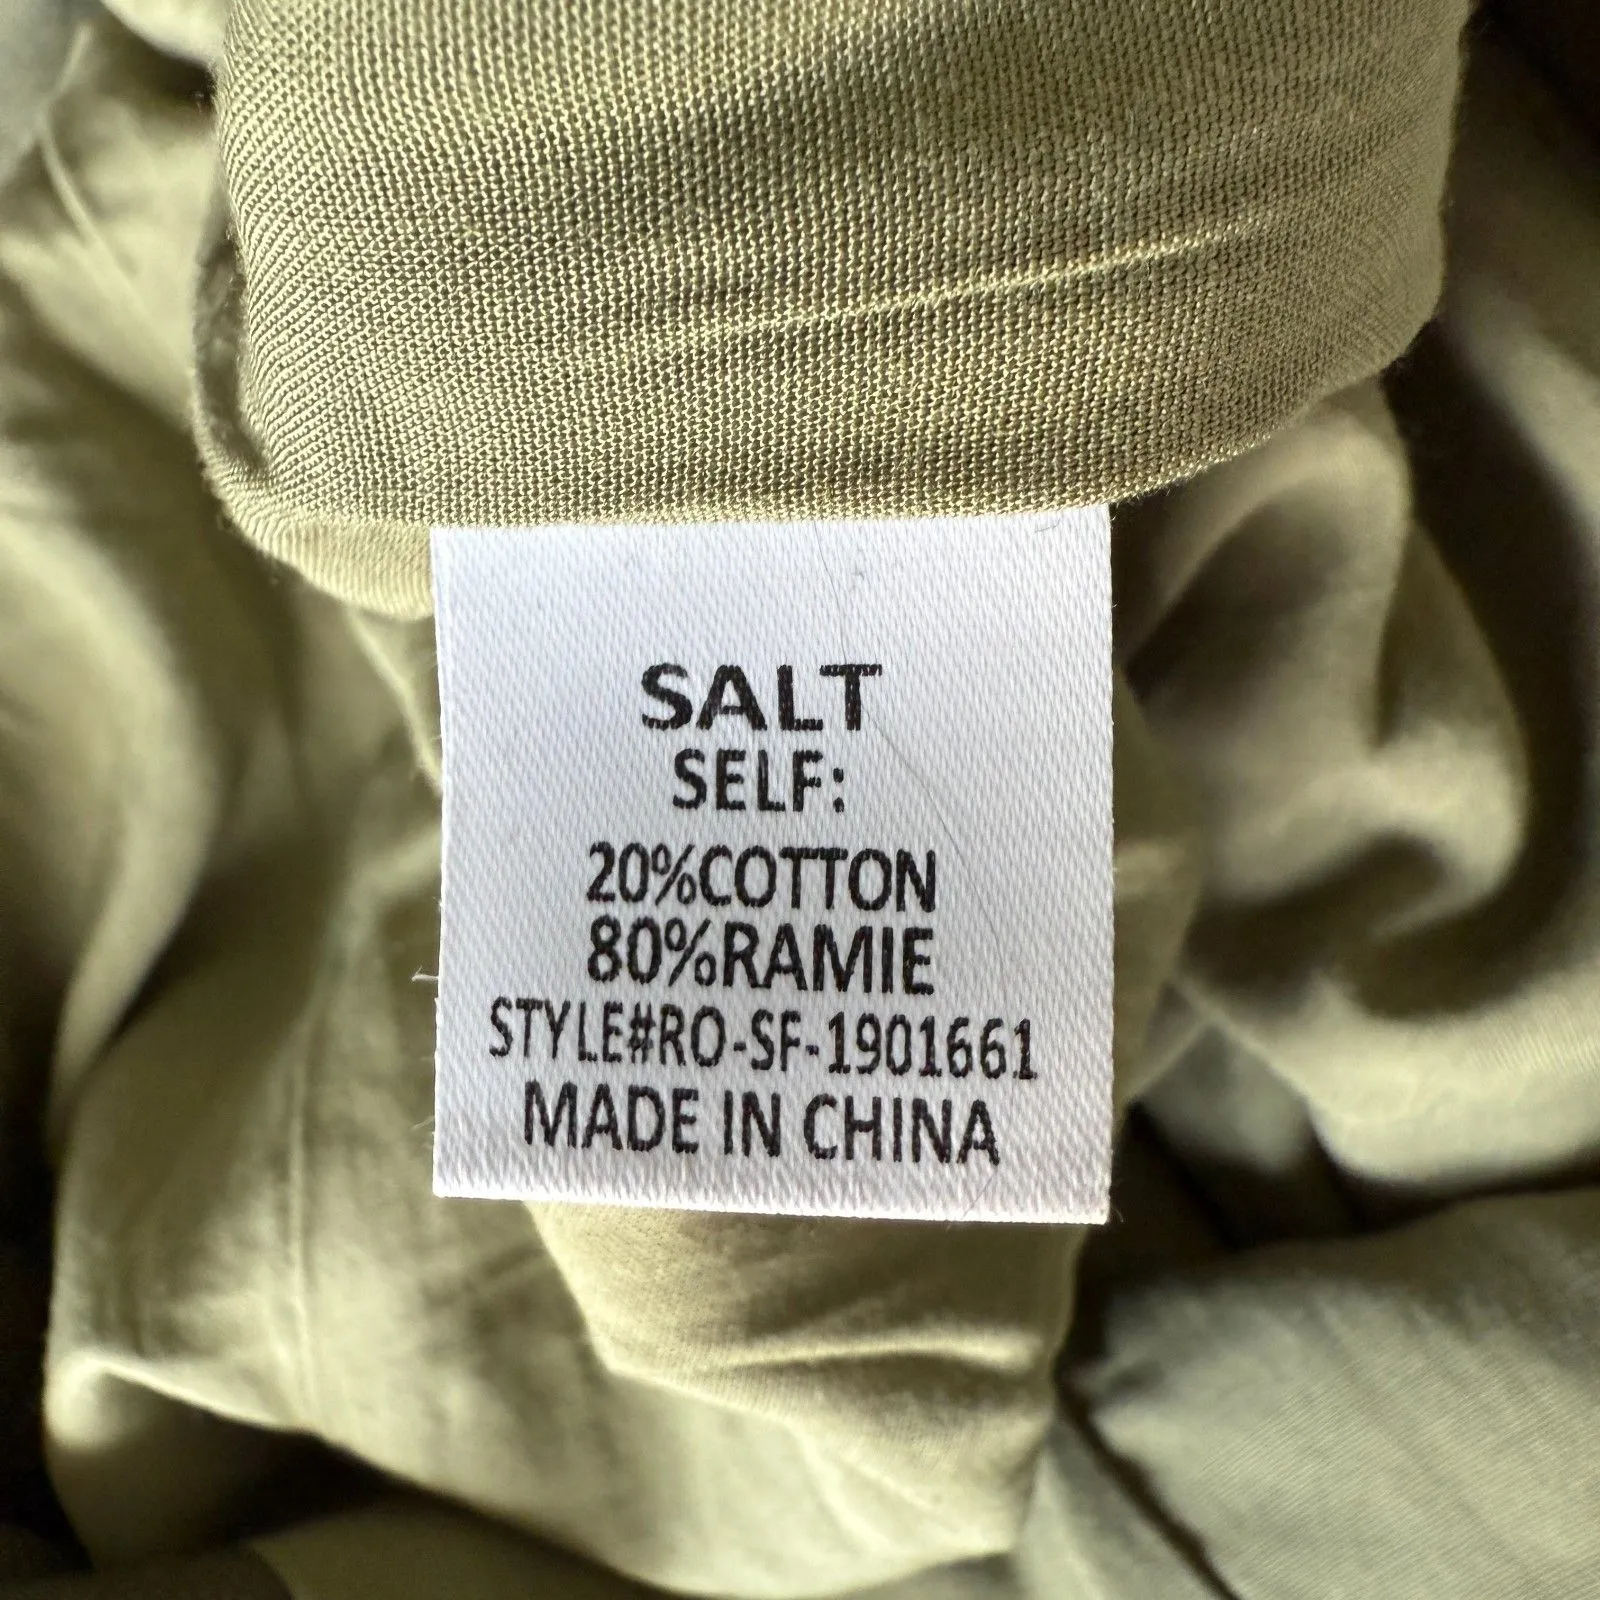 SALT
SELF:
20%COTTON
80%RAMIE
STYLE#RO-SF-1901661
MADE IN CHINA